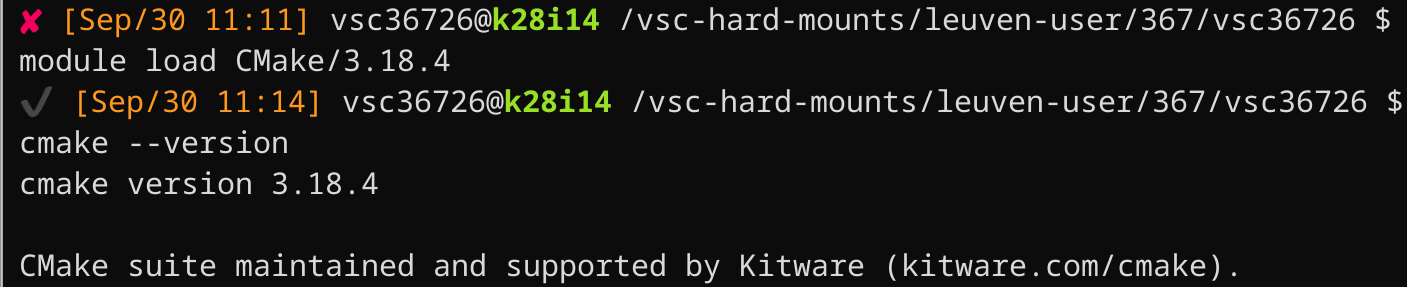 ✘ [Sep/30 11:11] vsc36726@k28i14 /vsc-hard-mounts/leuven-user/367/vsc36726 $
module load CMake/3.18.4
✔ [Sep/30 11:14] vsc36726@k28i14 /vsc-hard-mounts/leuven-user/367/vsc36726 $
cmake --version
cmake version 3.18.4

CMake suite maintained and supported by Kitware (kitware.com/cmake).